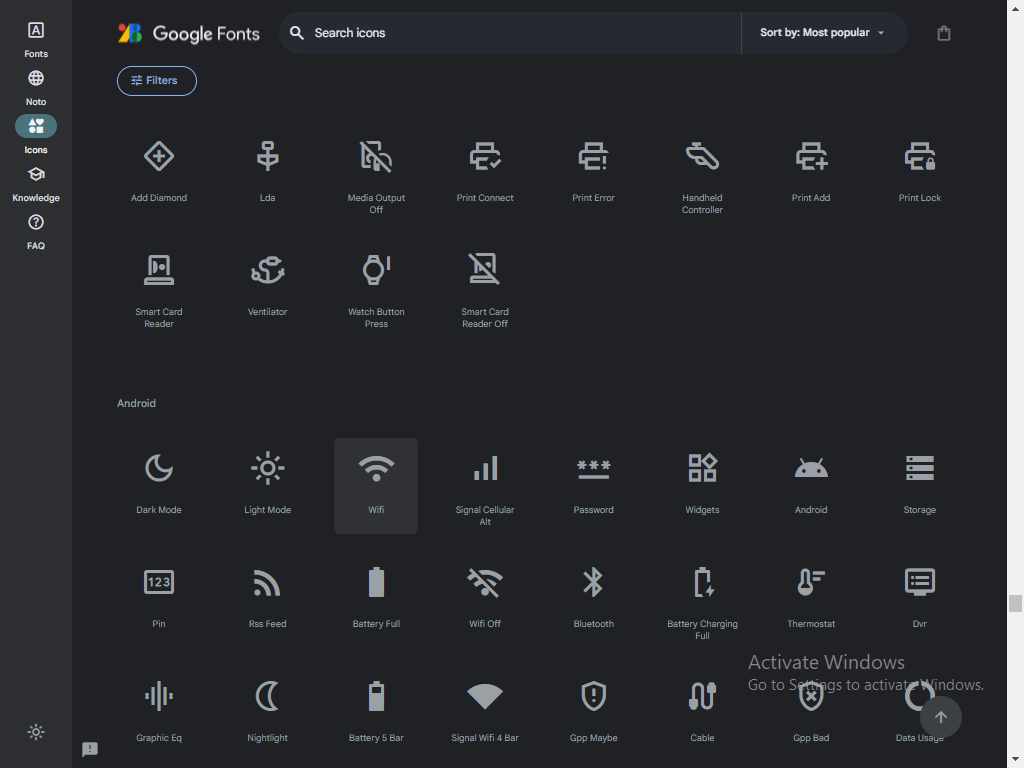 Fonts
Noto
Icons
Knowledge
FAQ
Google Fonts
Search icons
Sort by: Most popular
Filters
Add Diamond
Lda
Media Output
Off
Print Connect
Print Error
Handheld
Controller
Print Add
Print Lock
Smart Card
Reader
Ventilator
Watch Button
Press
Smart Card
Reader Off
Android
Dark Mode
Light Mode
Wifi
Signal Cellular
Alt
***
Password
Widgets
Android
Storage
123
Pin
Rss Feed
Battery Full
Wifi Off
Bluetooth
Battery Charging
Full
Thermostat
Dvr
Activate Windows
Go to Settings to activate Windows.
Graphic Eq
Nightlight
Battery 5 Bar
Signal Wifi 4 Bar
Gpp Maybe
Cable
Gpp Bad
Data Usage